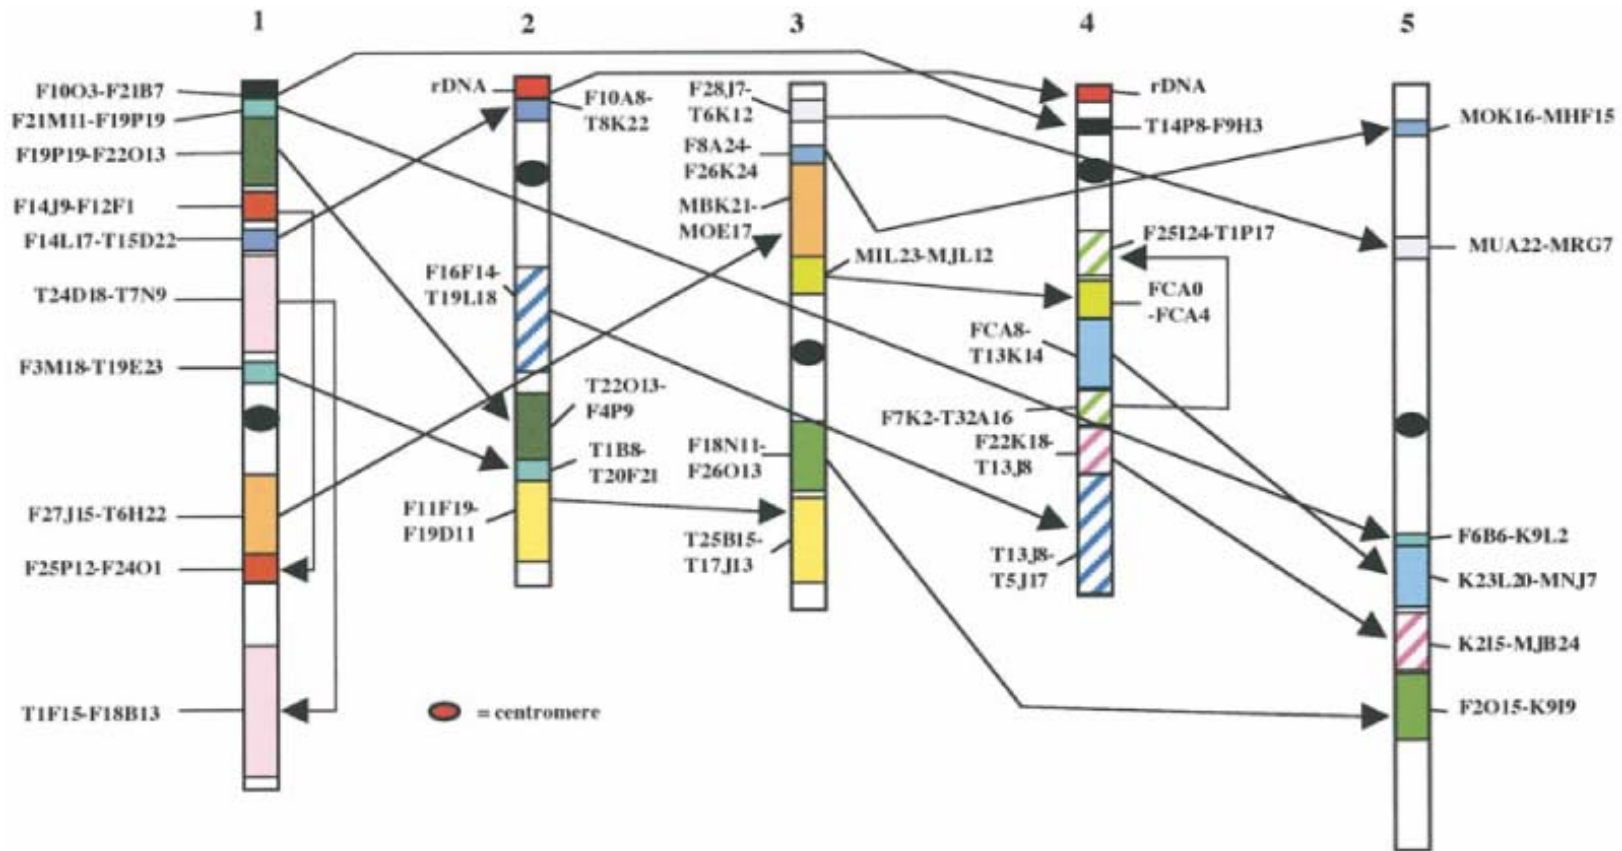 1
2
3
4
5
F10O3-F21B7
F21M11-F19P19
F19P19-F22O13
F14J9-F12F1
F14L17-T15D22
T24D18-T7N9
F3M18-T19E23
F27J15-T6H22
F25P12-F24O1
T1F15-F18B13
rDNA
F10A8-
T8K22
F16F14-
T19L18
T22O13-
F4P9
T1B8-
T20F21
F11F19-
F19D11
= centromere
F28J7-
T6K12
F8A24-
F26K24
MBK21-
MOE17
MIL23-MJL12
F18N11-
F26O13
T25B15-
T17J13
rDNA
T14P8-F9H3
F25I24-T1P17
FCA0
-FCA4
FCA8-
T13K14
F7K2-T32A16
F22K18-
T13J8
T13J8-
T5J17
MOK16-MHF15
MUA22-MRG7
F6B6-K9L2
K23L20-MNJ7
K2I5-MJB24
F2O15-K9I9